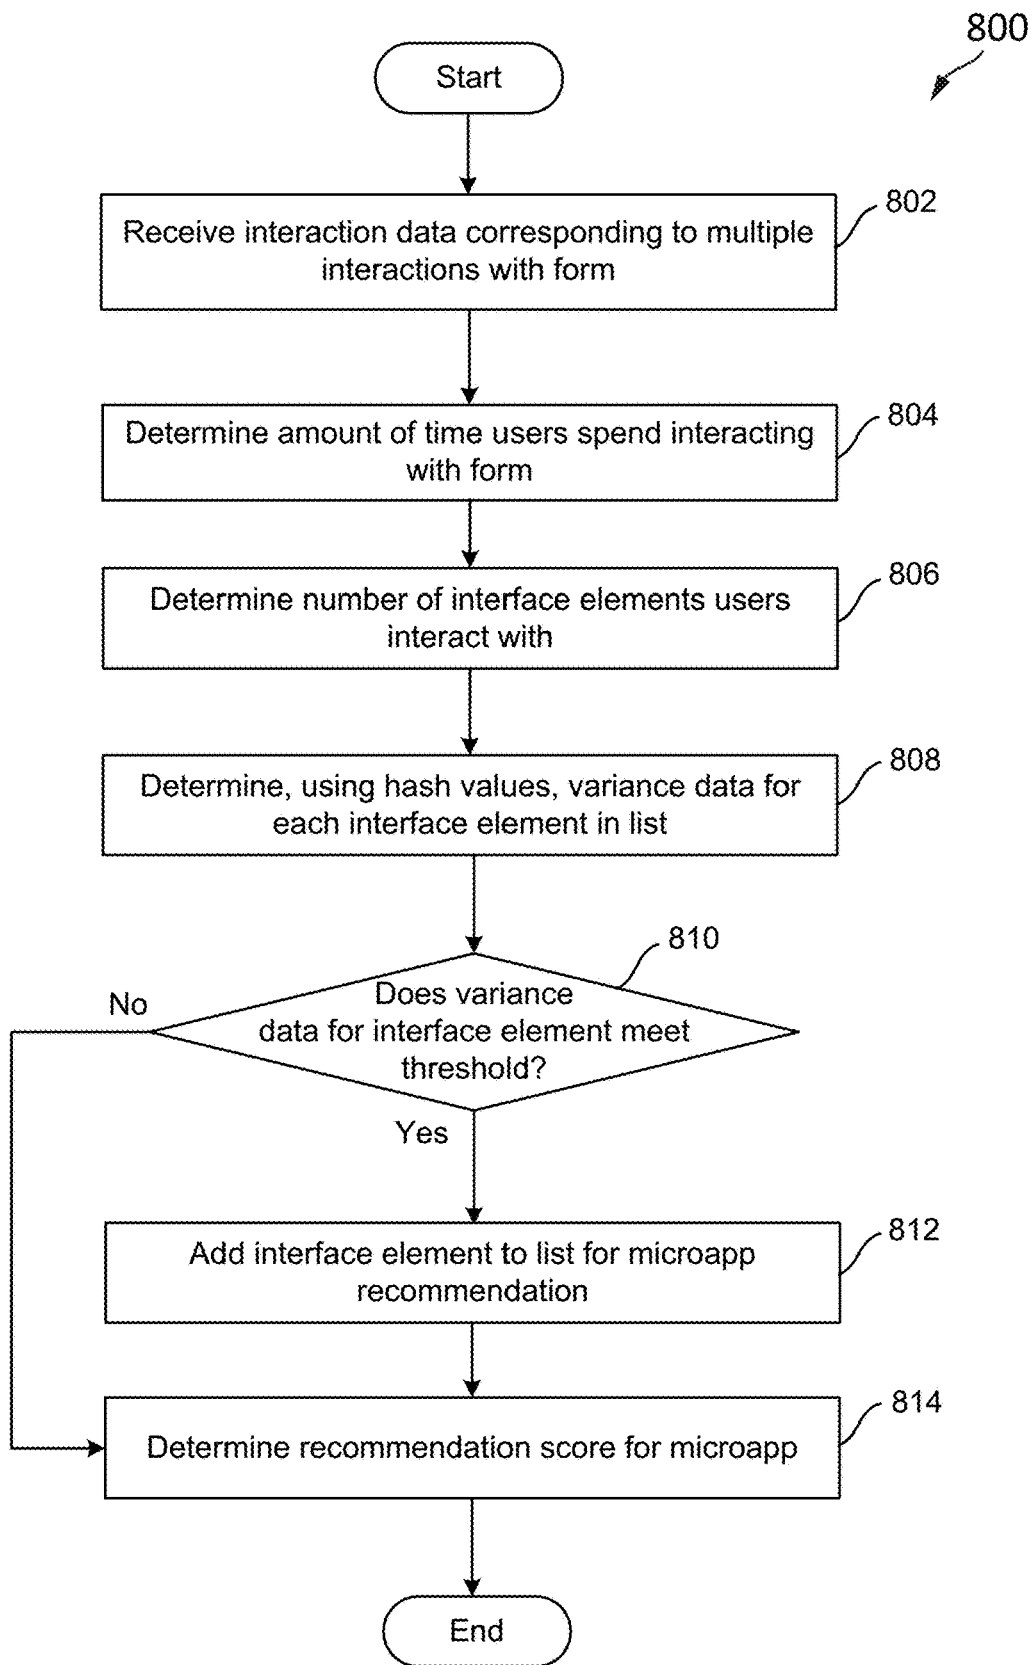 800
Start
802
Receive interaction data corresponding to multiple
interactions with form
804
Determine amount of time users spend interacting
with form
806
Determine number of interface elements users
interact with
808
Determine, using hash values, variance data for
each interface element in list
810
Does variance
data for interface element meet
threshold?
No
Yes
812
Add interface element to list for microapp
recommendation
814
Determine recommendation score for microapp
End